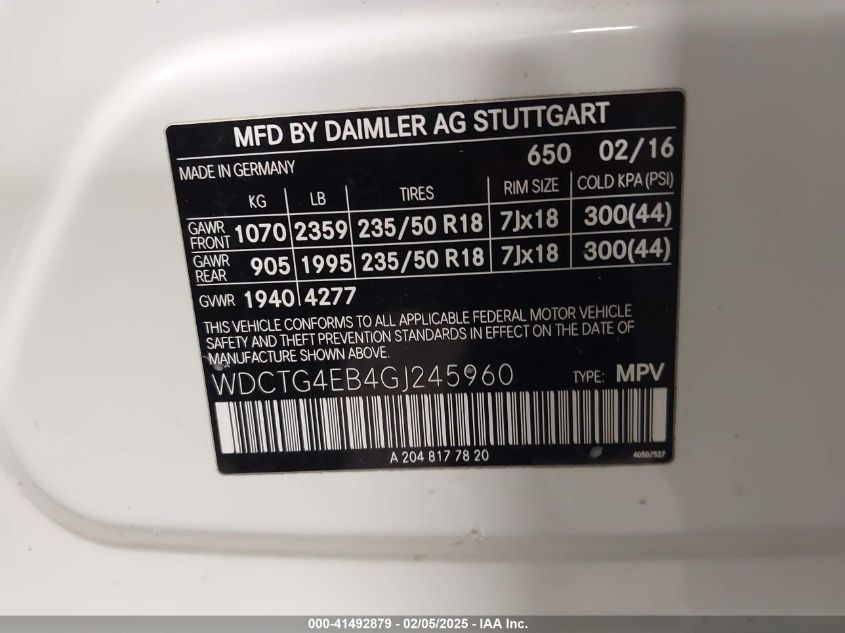 MFD BY DAIMLER AG STUTTGART
MADE IN GERMANY 650 02/16
KG LB TIRES RIM SIZE COLD KPA (PSI)
GAWR FRONT 1070 2359 235/50 R18 7Jx18 300(44)
GAWR REAR 905 1995 235/50 R18 7Jx18 300(44)
GVWR 1940 4277
THIS VEHICLE CONFORMS TO ALL APPLICABLE FEDERAL MOTOR VEHICLE
SAFETY AND THEFT PREVENTION STANDARDS IN EFFECT ON THE DATE OF
MANUFACTURE SHOWN ABOVE.
WDCTG4EB4GJ245960 TYPE: MPV
A 204 817 78 20 4050/527
000-41492879 - 02/05/2025 - IAA Inc.